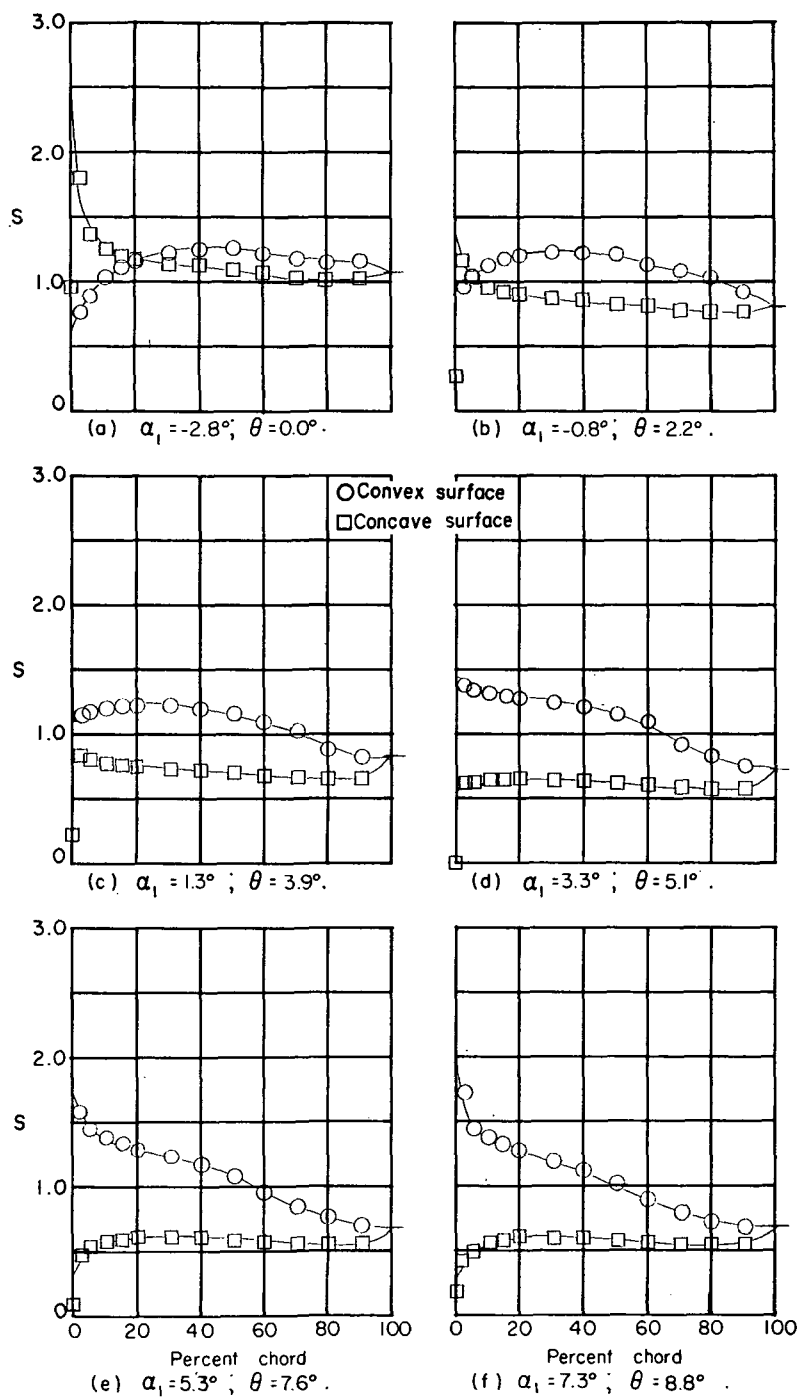 3.0
2.0
S
1.0
0
(a) α₁ = -2.8°; θ = 0.0°.
(b) α₁ = -0.8°; θ = 2.2°.
3.0
○ Convex surface
□ Concave surface
2.0
S
1.0
0
(c) α₁ = 1.3°; θ = 3.9°.
(d) α₁ = 3.3°; θ = 5.1°.
3.0
2.0
S
1.0
0
0 20 40 60 80 100
0 20 40 60 80 100
Percent chord
Percent chord
(e) α₁ = 5.3°; θ = 7.6°.
(f) α₁ = 7.3°; θ = 8.8°.